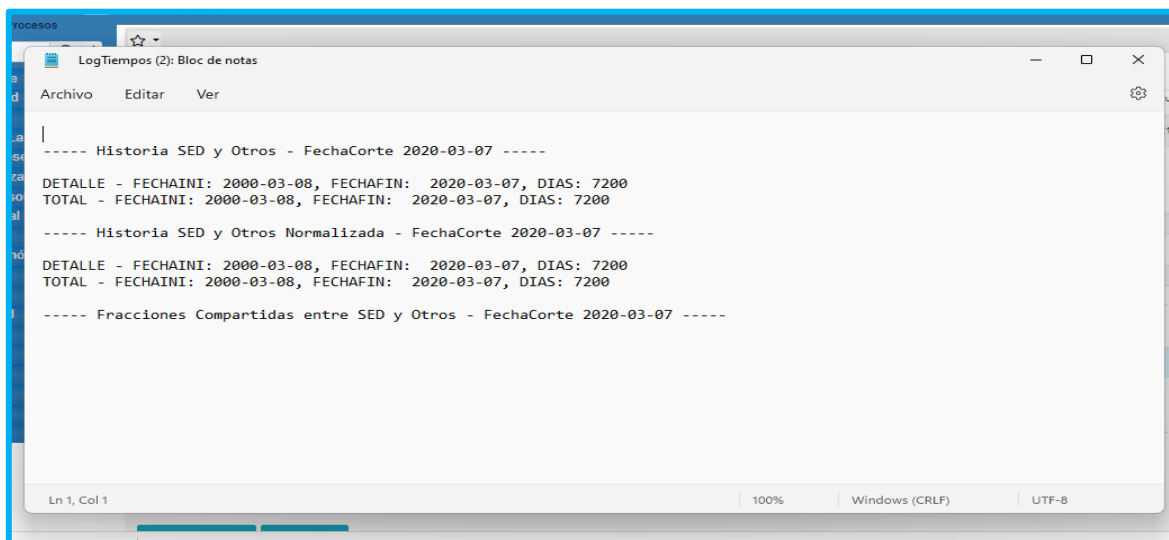 rocesos
LogTiempos (2): Bloc de notas
Archivo Editar Ver
----- Historia SED y Otros - FechaCorte 2020-03-07 -----
DETALLE - FECHAINI: 2000-03-08, FECHAFIN:  2020-03-07, DIAS: 7200
TOTAL - FECHAINI: 2000-03-08, FECHAFIN:  2020-03-07, DIAS: 7200
----- Historia SED y Otros Normalizada - FechaCorte 2020-03-07 -----
DETALLE - FECHAINI: 2000-03-08, FECHAFIN:  2020-03-07, DIAS: 7200
TOTAL - FECHAINI: 2000-03-08, FECHAFIN:  2020-03-07, DIAS: 7200
----- Fracciones Compartidas entre SED y Otros - FechaCorte 2020-03-07 -----
Ln 1, Col 1 100% Windows (CRLF) UTF-8